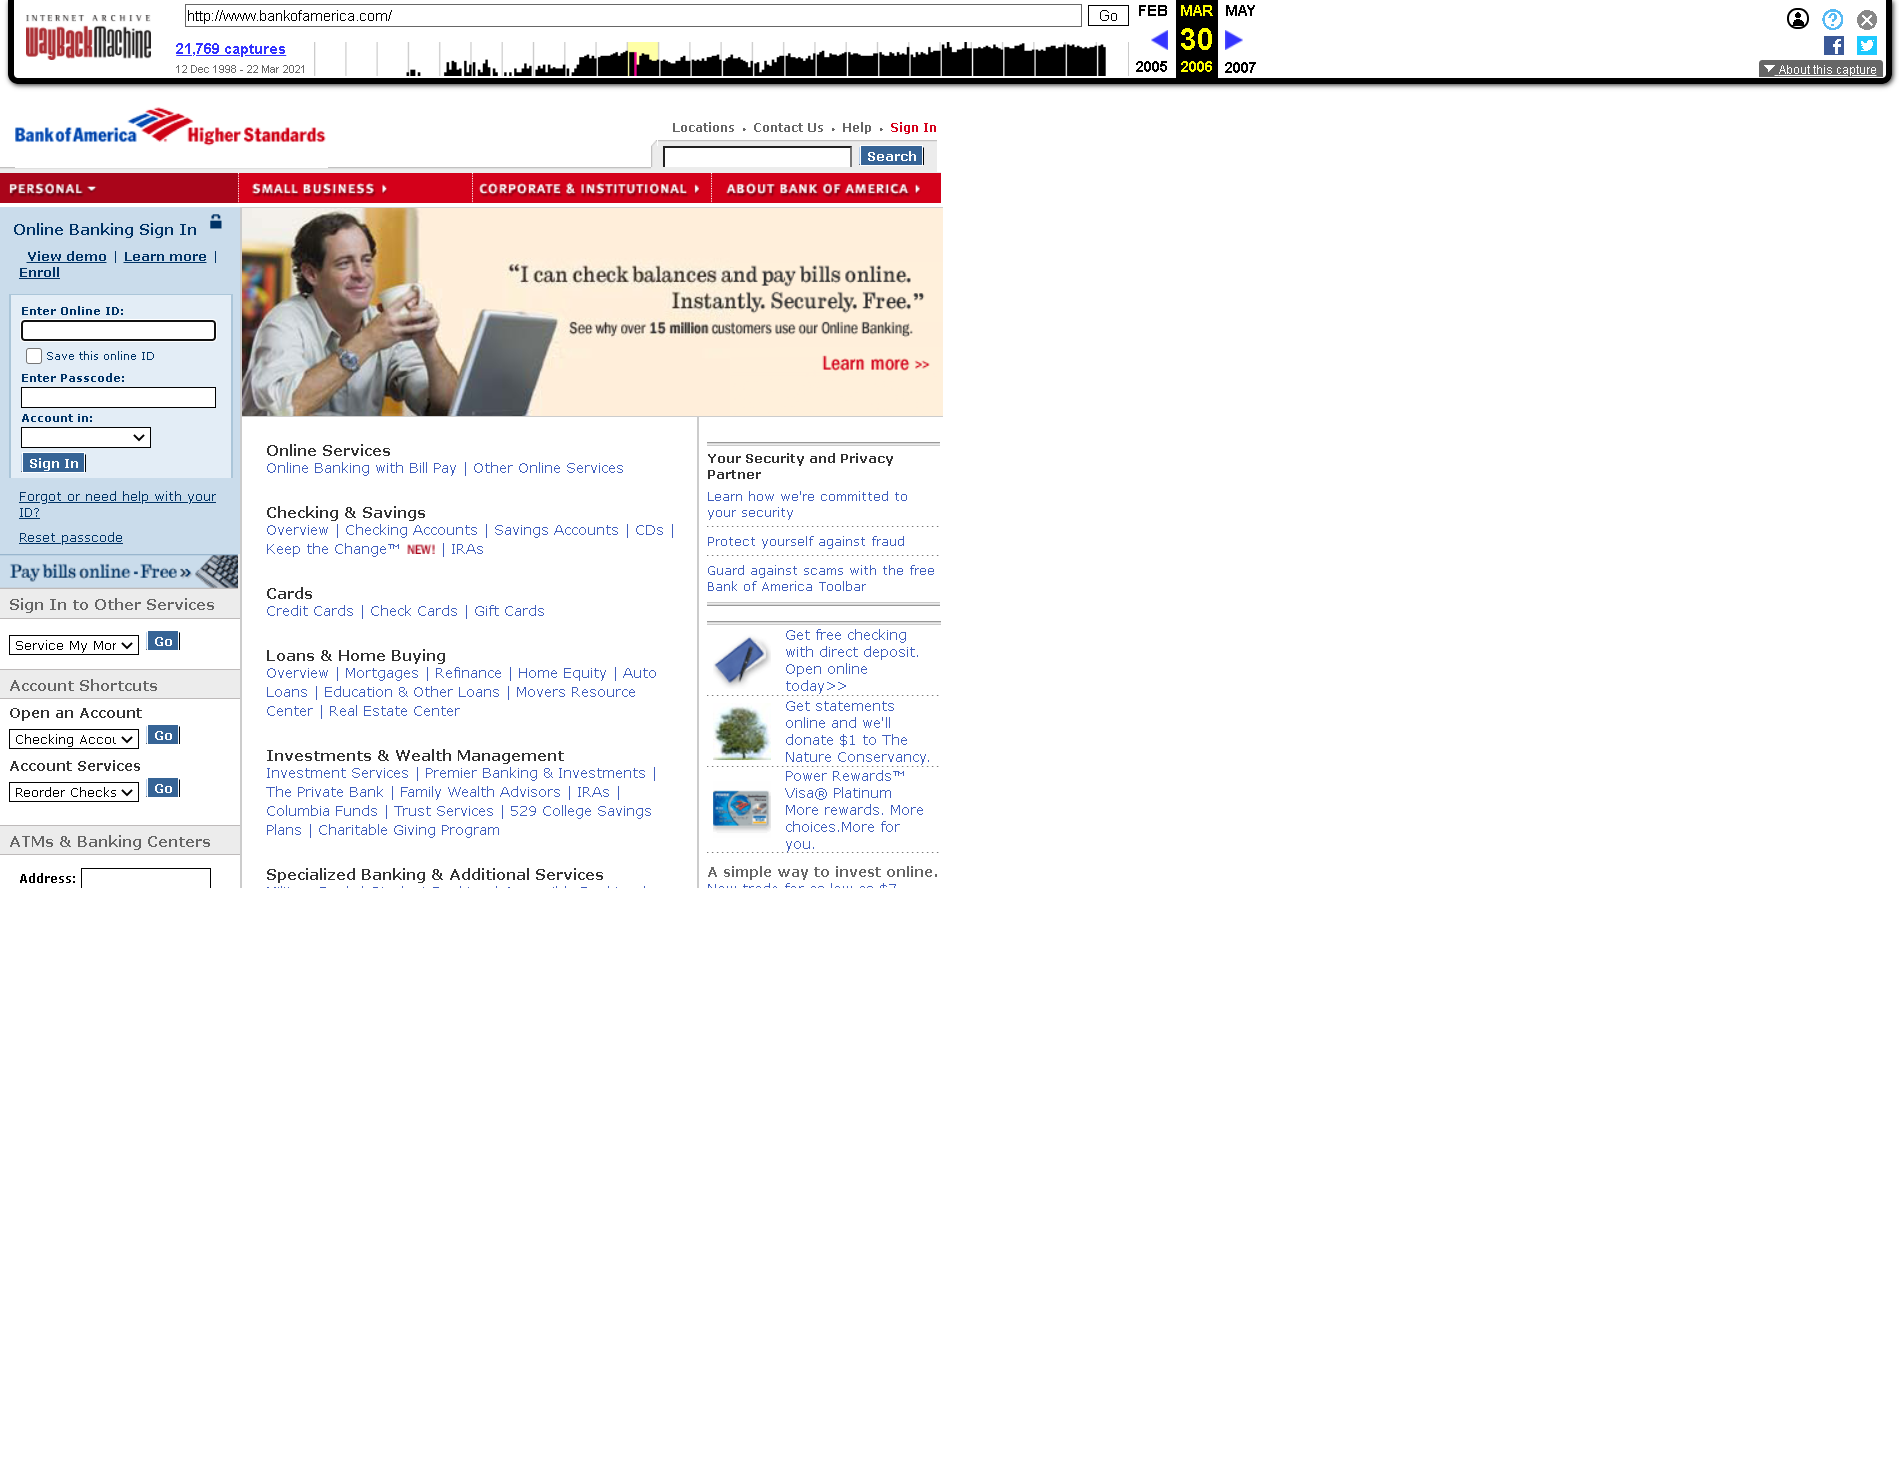 INTERNET ARCHIVE
WayBackMachine
http://www.bankofamerica.com/
Go
FEB
MAR
MAY
21,769 captures
30
12 Dec 1998 - 22 Mar 2021
2005
2006
2007
About this capture
Bank of America Higher Standards
Locations • Contact Us • Help • Sign In
Search
PERSONAL
SMALL BUSINESS
CORPORATE & INSTITUTIONAL
ABOUT BANK OF AMERICA
Online Banking Sign In
View demo | Learn more |
Enroll
Enter Online ID:
Save this online ID
Enter Passcode:
Account in:
Sign In
Forgot or need help with your
ID?
Reset passcode
Pay bills online - Free »
Sign In to Other Services
Service My Mor
Go
Account Shortcuts
Open an Account
Checking Accou
Go
Account Services
Reorder Checks
Go
ATMs & Banking Centers
Address:
“I can check balances and pay bills online.
Instantly. Securely. Free.”
See why over 15 million customers use our Online Banking.
Learn more >>
Online Services
Online Banking with Bill Pay | Other Online Services
Checking & Savings
Overview | Checking Accounts | Savings Accounts | CDs |
Keep the Change™ NEW! | IRAs
Cards
Credit Cards | Check Cards | Gift Cards
Loans & Home Buying
Overview | Mortgages | Refinance | Home Equity | Auto
Loans | Education & Other Loans | Movers Resource
Center | Real Estate Center
Investments & Wealth Management
Investment Services | Premier Banking & Investments |
The Private Bank | Family Wealth Advisors | IRAs |
Columbia Funds | Trust Services | 529 College Savings
Plans | Charitable Giving Program
Specialized Banking & Additional Services
Your Security and Privacy
Partner
Learn how we're committed to
your security
Protect yourself against fraud
Guard against scams with the free
Bank of America Toolbar
Get free checking
with direct deposit.
Open online
today>>
Get statements
online and we'll
donate $1 to The
Nature Conservancy.
Power Rewards™
Visa® Platinum
More rewards. More
choices.More for
you.
A simple way to invest online.
Now trade for as low as $7